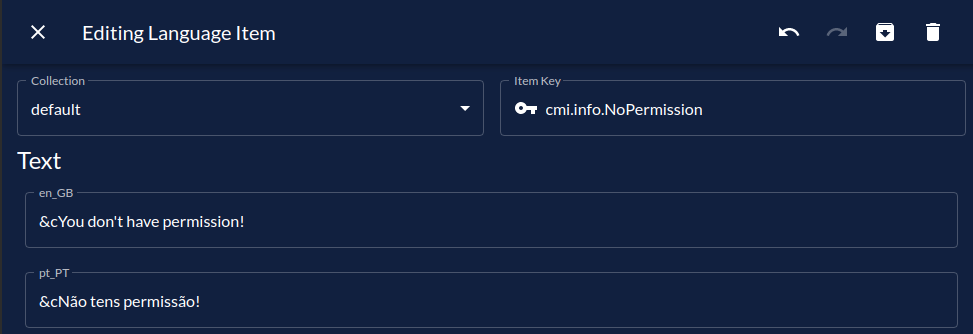 Editing Language Item
Collection
default
Item Key
cmi.info.NoPermission
Text
en_GB
&cYou don't have permission!
pt_PT
&cNão tens permissão!